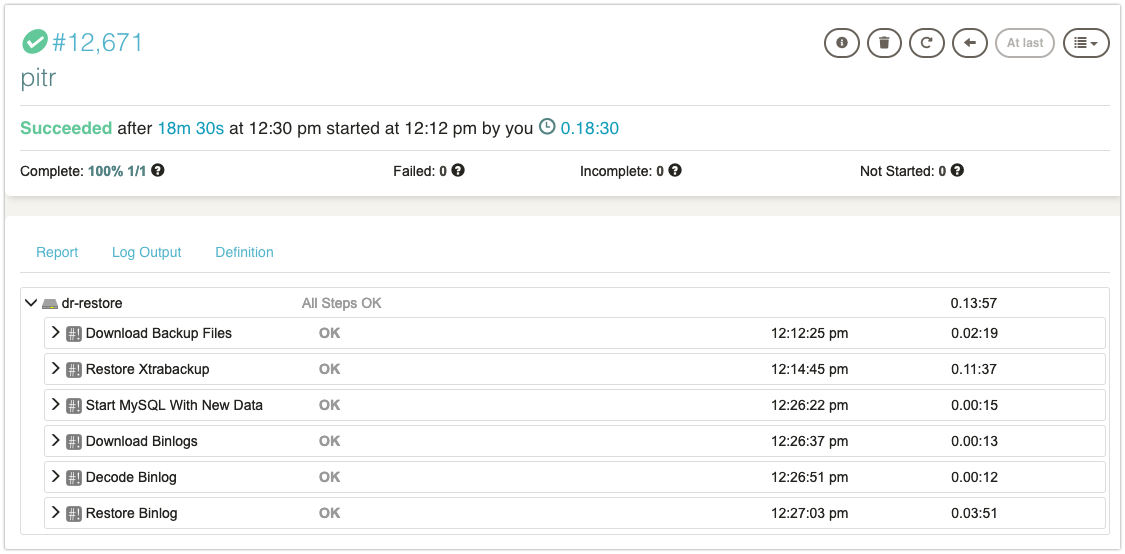 #12,671
At last
pitr
Succeeded after 18m 30s at 12:30 pm started at 12:12 pm by you 0.18:30
Complete: 100% 1/1 Failed: 0 Incomplete: 0 Not Started: 0
Report Log Output Definition
dr-restore All Steps OK 0.13:57
#! Download Backup Files OK 12:12:25 pm 0.02:19
#! Restore Xtrabackup OK 12:14:45 pm 0.11:37
#! Start MySQL With New Data OK 12:26:22 pm 0.00:15
#! Download Binlogs OK 12:26:37 pm 0.00:13
#! Decode Binlog OK 12:26:51 pm 0.00:12
#! Restore Binlog OK 12:27:03 pm 0.03:51